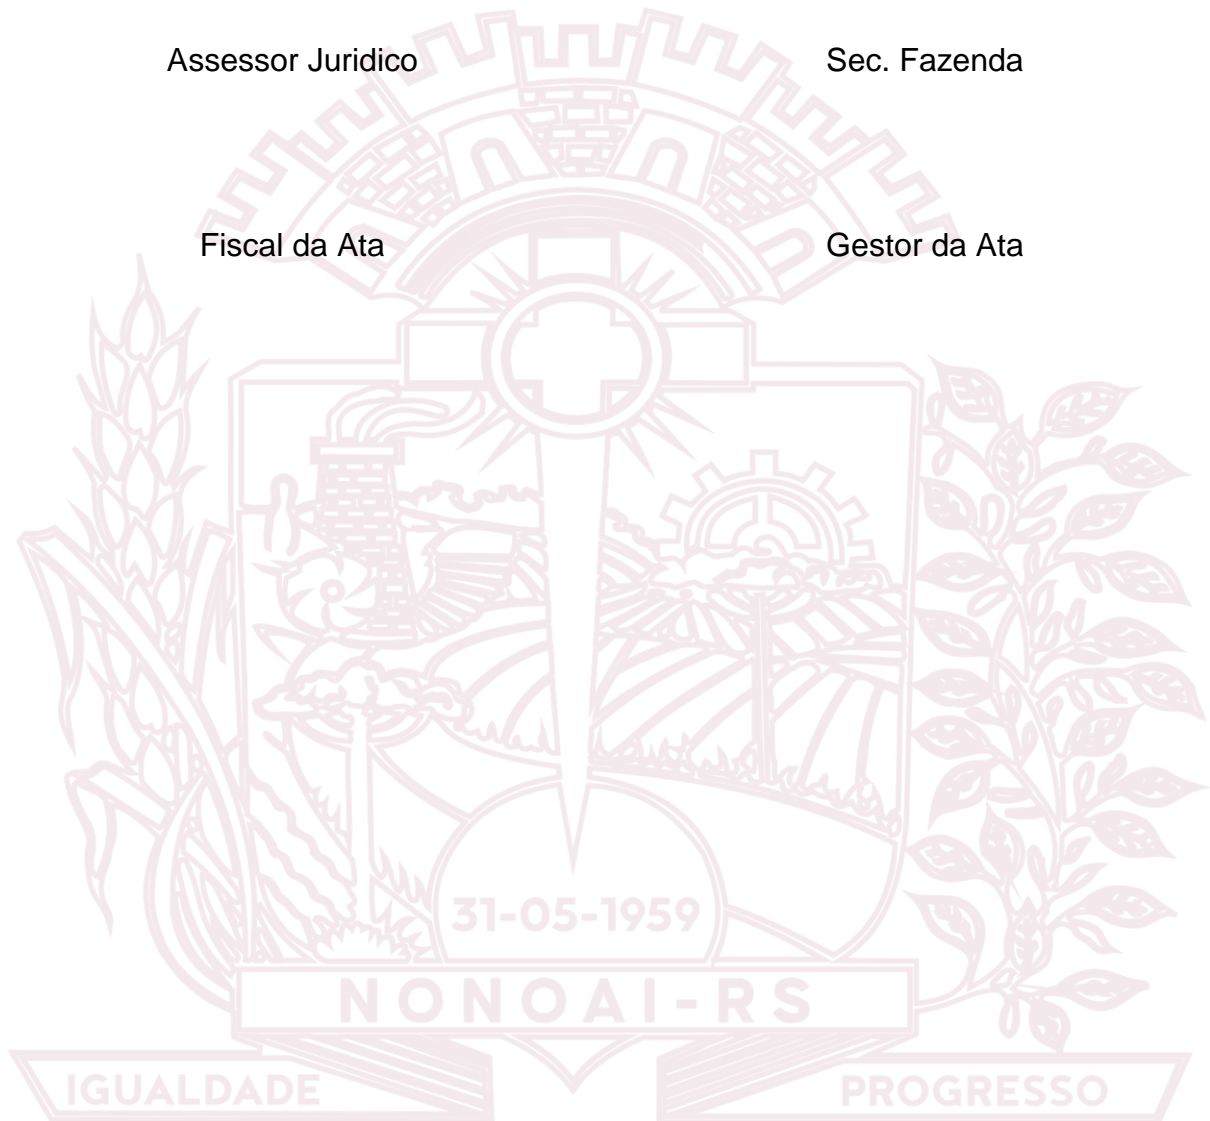 Assessor Juridico Sec. Fazenda
Fiscal da Ata Gestor da Ata
31-05-1959
NONOAI-RS
IGUALDADE PROGRESSO